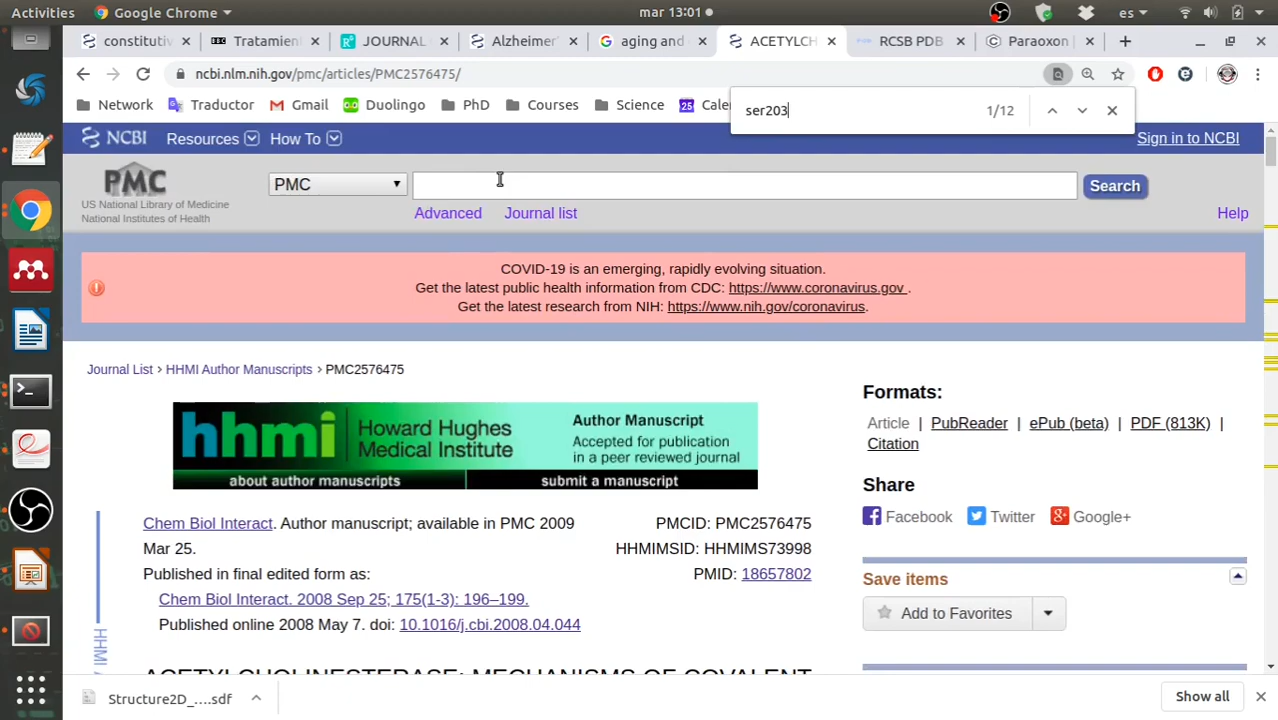 Activities Google Chrome mar 13:01 es
constitutiv Tratamien JOURNAL Alzheimer' aging and ACETYLCH RCSB PDB Paraoxon |
ncbi.nlm.nih.gov/pmc/articles/PMC2576475/
Network Traductor Gmail Duolingo PhD Courses Science 25 Caler
ser203 1/12
NCBI Resources How To Sign in to NCBI
PMC
US National Library of Medicine
National Institutes of Health
PMC Search
Advanced Journal list Help
COVID-19 is an emerging, rapidly evolving situation.
Get the latest public health information from CDC: https://www.coronavirus.gov .
Get the latest research from NIH: https://www.nih.gov/coronavirus.
Journal List > HHMI Author Manuscripts > PMC2576475
hhmi Howard Hughes
Medical Institute
Author Manuscript
Accepted for publication
in a peer reviewed journal
about author manuscripts submit a manuscript
Chem Biol Interact. Author manuscript; available in PMC 2009
Mar 25.
Published in final edited form as:
Chem Biol Interact. 2008 Sep 25; 175(1-3): 196–199.
Published online 2008 May 7. doi: 10.1016/j.cbi.2008.04.044
PMCID: PMC2576475
HHMIMSID: HHMIMS73998
PMID: 18657802
ACETYLCHOLINESTERASE: MECHANISMS OF COVALENT
HHMI
Formats:
Article | PubReader | ePub (beta) | PDF (813K) |
Citation
Share
Facebook Twitter Google+
Save items
Add to Favorites
Structure2D_....sdf Show all